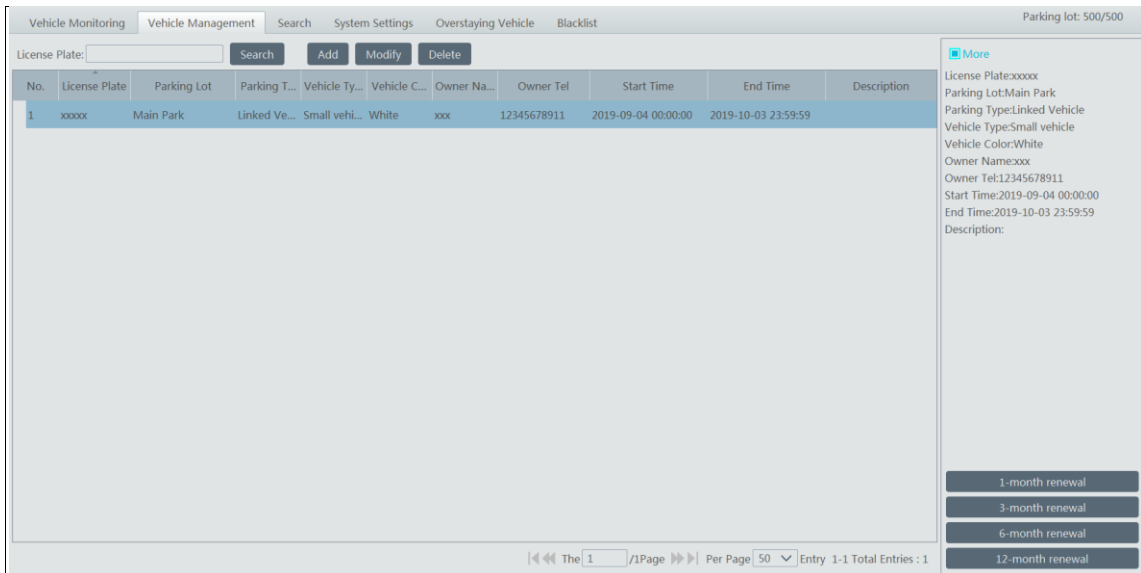 Vehicle Monitoring Vehicle Management Search System Settings Overstaying Vehicle Blacklist Parking lot: 500/500
License Plate: Search Add Modify Delete
No. License Plate Parking Lot Parking T... Vehicle Ty... Vehicle C... Owner Na... Owner Tel Start Time End Time Description
1 xxxxx Main Park Linked Ve... Small vehi... White xxx 12345678911 2019-09-04 00:00:00 2019-10-03 23:59:59
More
License Plate:xxxxx
Parking Lot:Main Park
Parking Type:Linked Vehicle
Vehicle Type:Small vehicle
Vehicle Color:White
Owner Name:xxx
Owner Tel:12345678911
Start Time:2019-09-04 00:00:00
End Time:2019-10-03 23:59:59
Description:
1-month renewal
3-month renewal
6-month renewal
12-month renewal
The 1 /1Page Per Page 50 Entry 1-1 Total Entries : 1